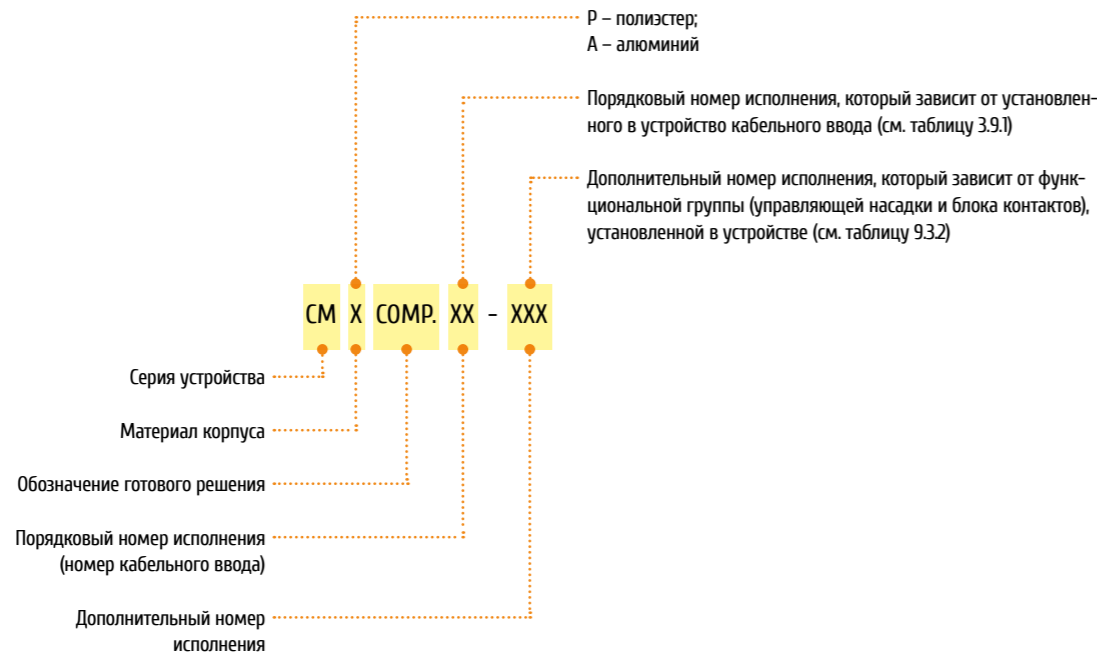 P – полиэстер;
А – алюминий
Порядковый номер исполнения, который зависит от установлен-
ного в устройство кабельного ввода (см. таблицу 3.9.1)
Дополнительный номер исполнения, который зависит от функ-
циональной группы (управляющей насадки и блока контактов),
установленной в устройстве (см. таблицу 9.3.2)
CM X COMP. XX - XXX
Серия устройства
Материал корпуса
Обозначение готового решения
Порядковый номер исполнения
(номер кабельного ввода)
Дополнительный номер
исполнения